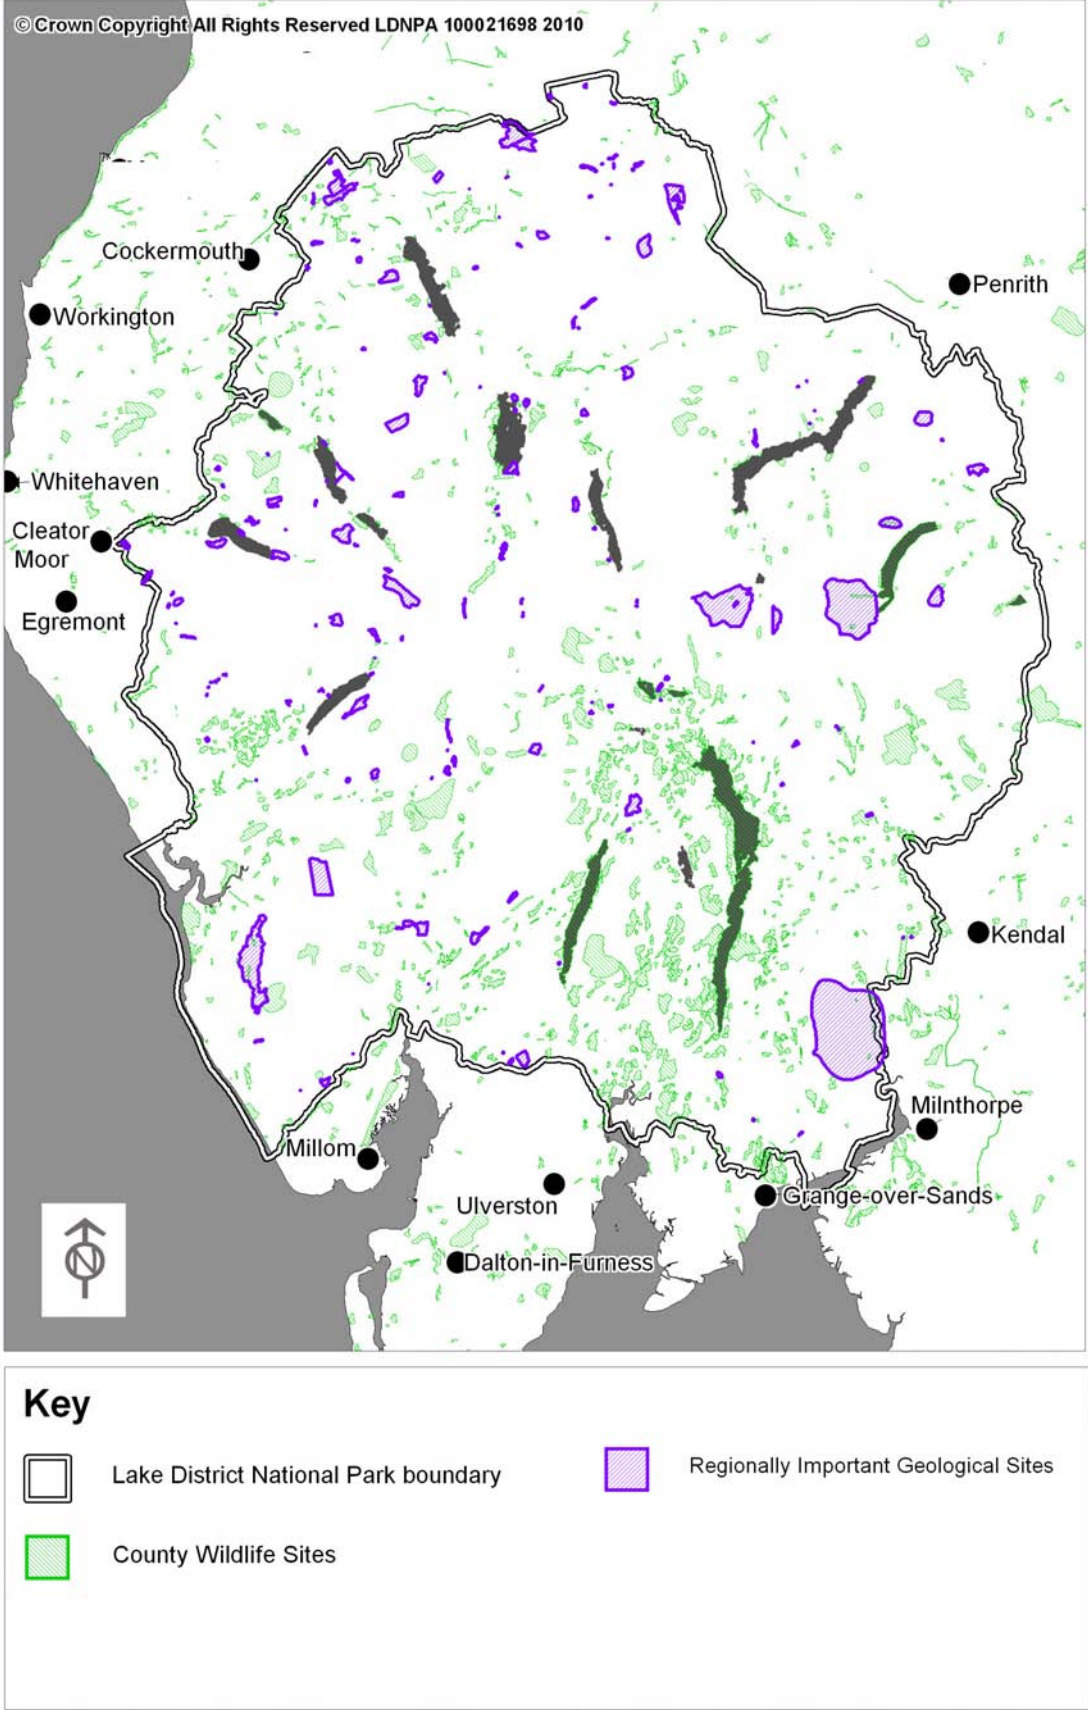 © Crown Copyright All Rights Reserved LDNPA 100021698 2010
Cockermouth
Penrith
Workington
Whitehaven
Cleator
Moor
Egremont
Kendal
Milnthorpe
Millom
Grange-over-Sands
Ulverston
N
Dalton-in-Furness
Key
Lake District National Park boundary
Regionally Important Geological Sites
County Wildlife Sites